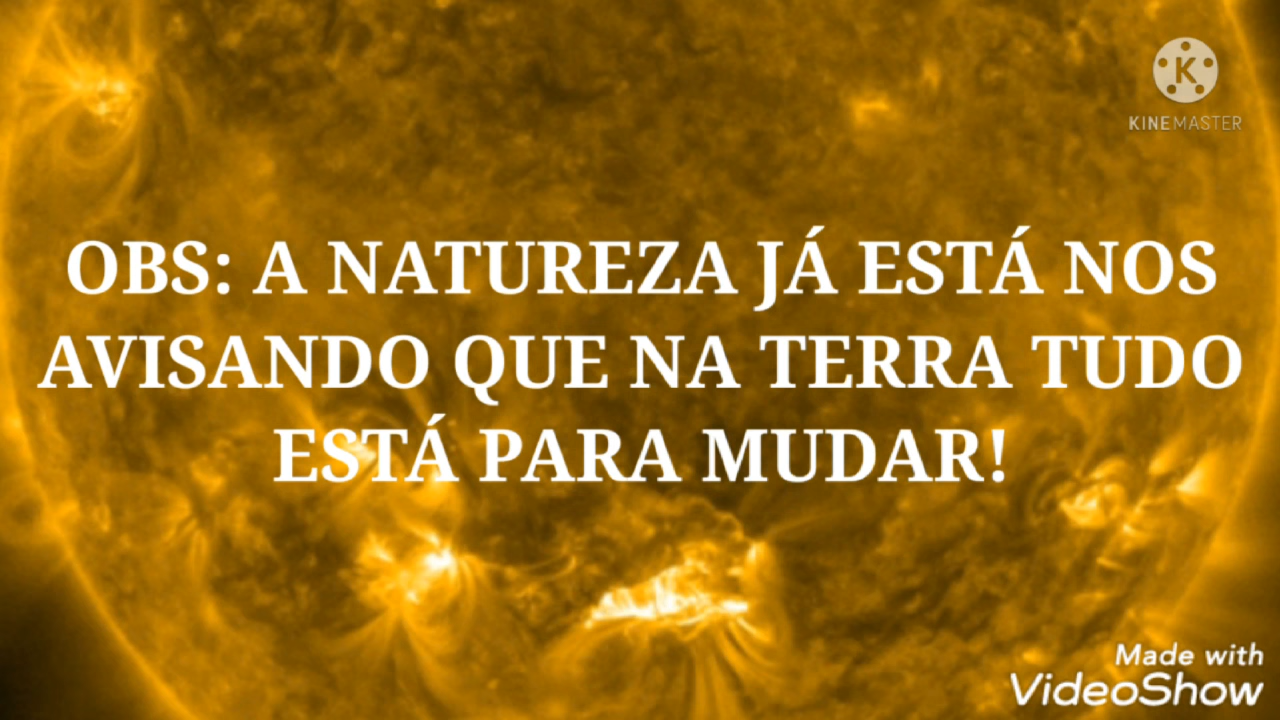 K
KINEMASTER
OBS: A NATUREZA JÁ ESTÁ NOS
AVISANDO QUE NA TERRA TUDO
ESTÁ PARA MUDAR!
Made with
VideoShow